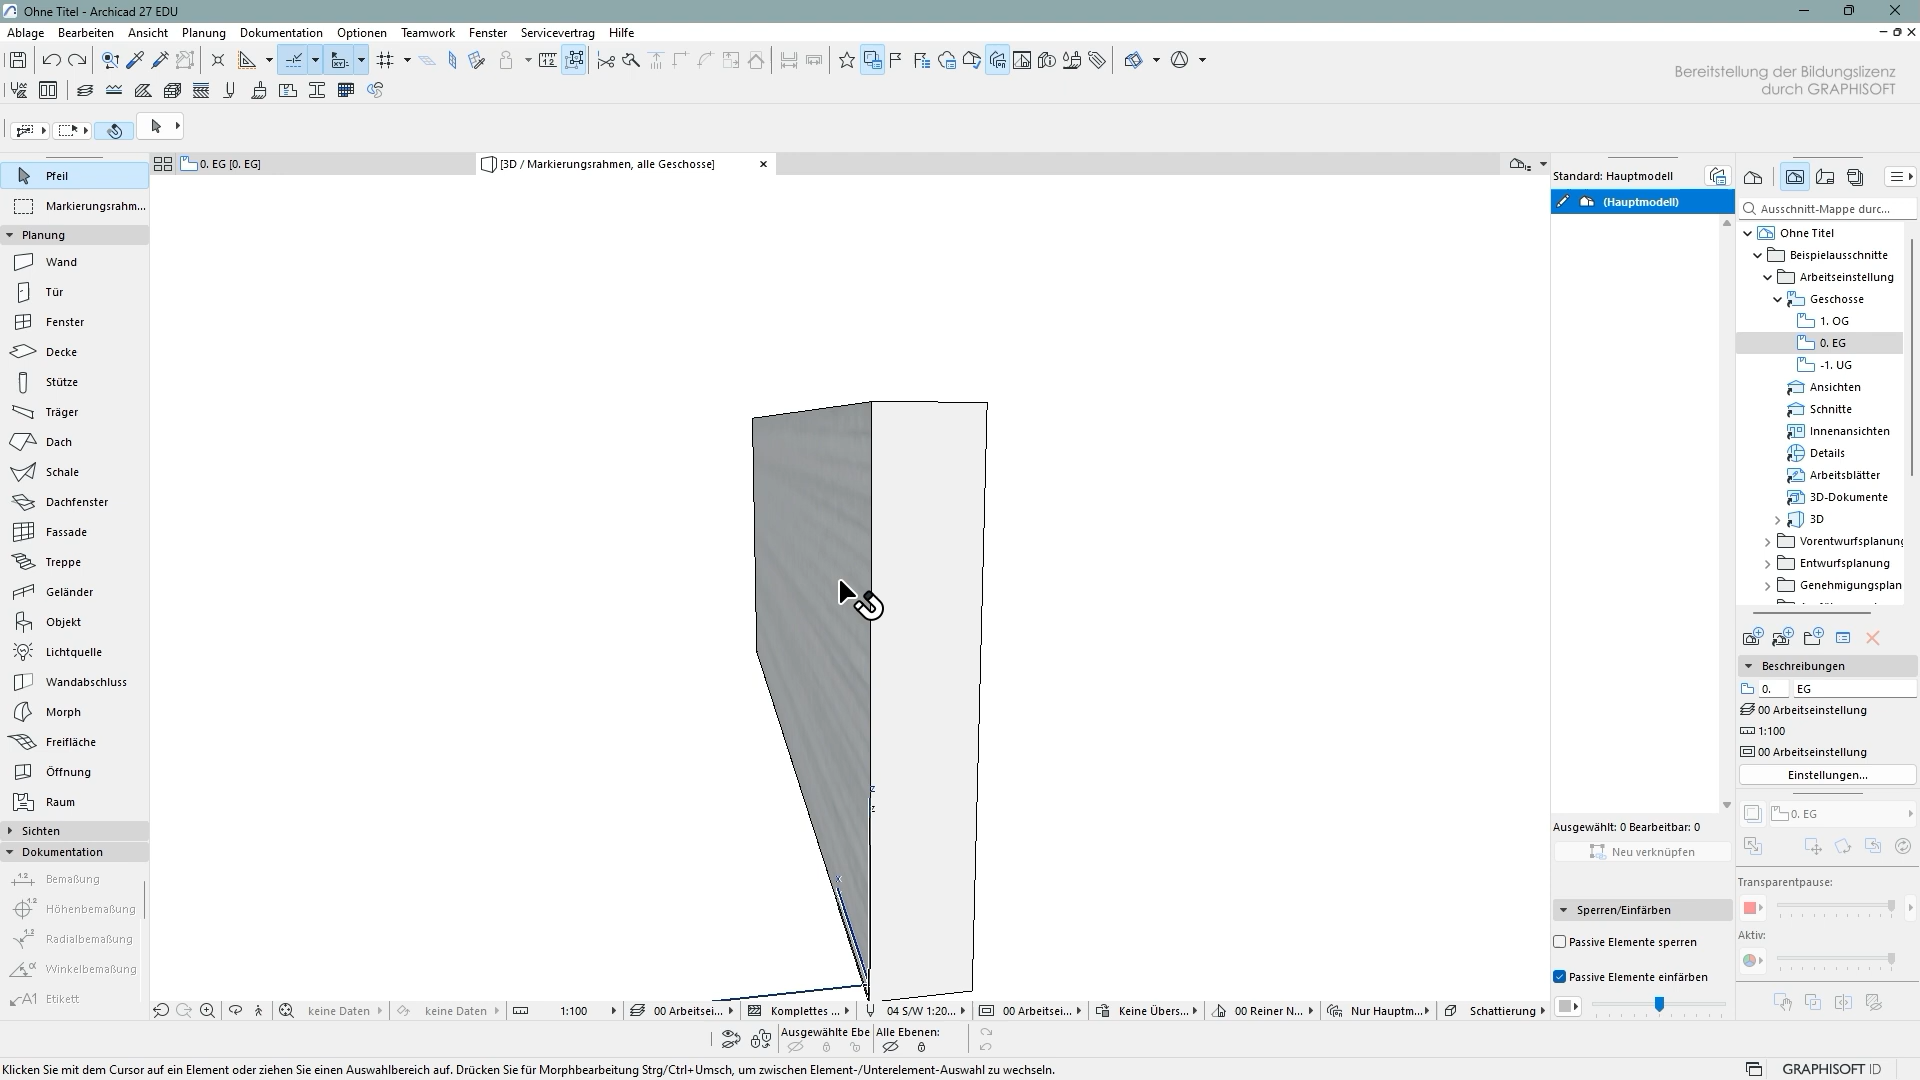 Ohne Titel - Archicad 27 EDU
Ablage Bearbeiten Ansicht Planung Dokumentation Optionen Teamwork Fenster Servicevertrag Hilfe
Bereitstellung der Bildungslizenz
durch GRAPHISOFT
0. EG [0. EG]
[3D / Markierungsrahmen, alle Geschosse]
Pfeil
Markierungsrahm...
Planung
Wand
Tür
Fenster
Decke
Stütze
Träger
Dach
Schale
Dachfenster
Fassade
Treppe
Geländer
Objekt
Lichtquelle
Wandabschluss
Morph
Freifläche
Öffnung
Raum
Sichten
Dokumentation
Bemaßung
Höhenbemaßung
Radialbemaßung
Winkelbemaßung
Etikett
z
z
x
Standard: Hauptmodell
(Hauptmodell)
Ausgewählt: 0 Bearbeitbar: 0
Neu verknüpfen
Sperren/Einfärben
Passive Elemente sperren
Passive Elemente einfärben
Ausschnitt-Mappe durc...
Ohne Titel
Beispielausschnitte
Arbeitseinstellung
Geschosse
1. OG
0. EG
-1. UG
Ansichten
Schnitte
Innenansichten
Details
Arbeitsblätter
3D-Dokumente
3D
Vorentwurfsplanung
Entwurfsplanung
Genehmigungsplan
Beschreibungen
0. EG
00 Arbeitseinstellung
1:100
00 Arbeitseinstellung
Einstellungen...
0. EG
Transparentpause:
Aktiv:
keine Daten keine Daten 1:100 00 Arbeitsei... Komplettes ... 04 S/W 1:20... 00 Arbeitsei... Keine Übers... 00 Reiner N... Nur Hauptm... Schattierung
Ausgewählte Ebe Alle Ebenen:
Klicken Sie mit dem Cursor auf ein Element oder ziehen Sie einen Auswahlbereich auf. Drücken Sie für Morphbearbeitung Strg/Ctrl+Umsch, um zwischen Element-/Unterelement-Auswahl zu wechseln.
GRAPHISOFT ID